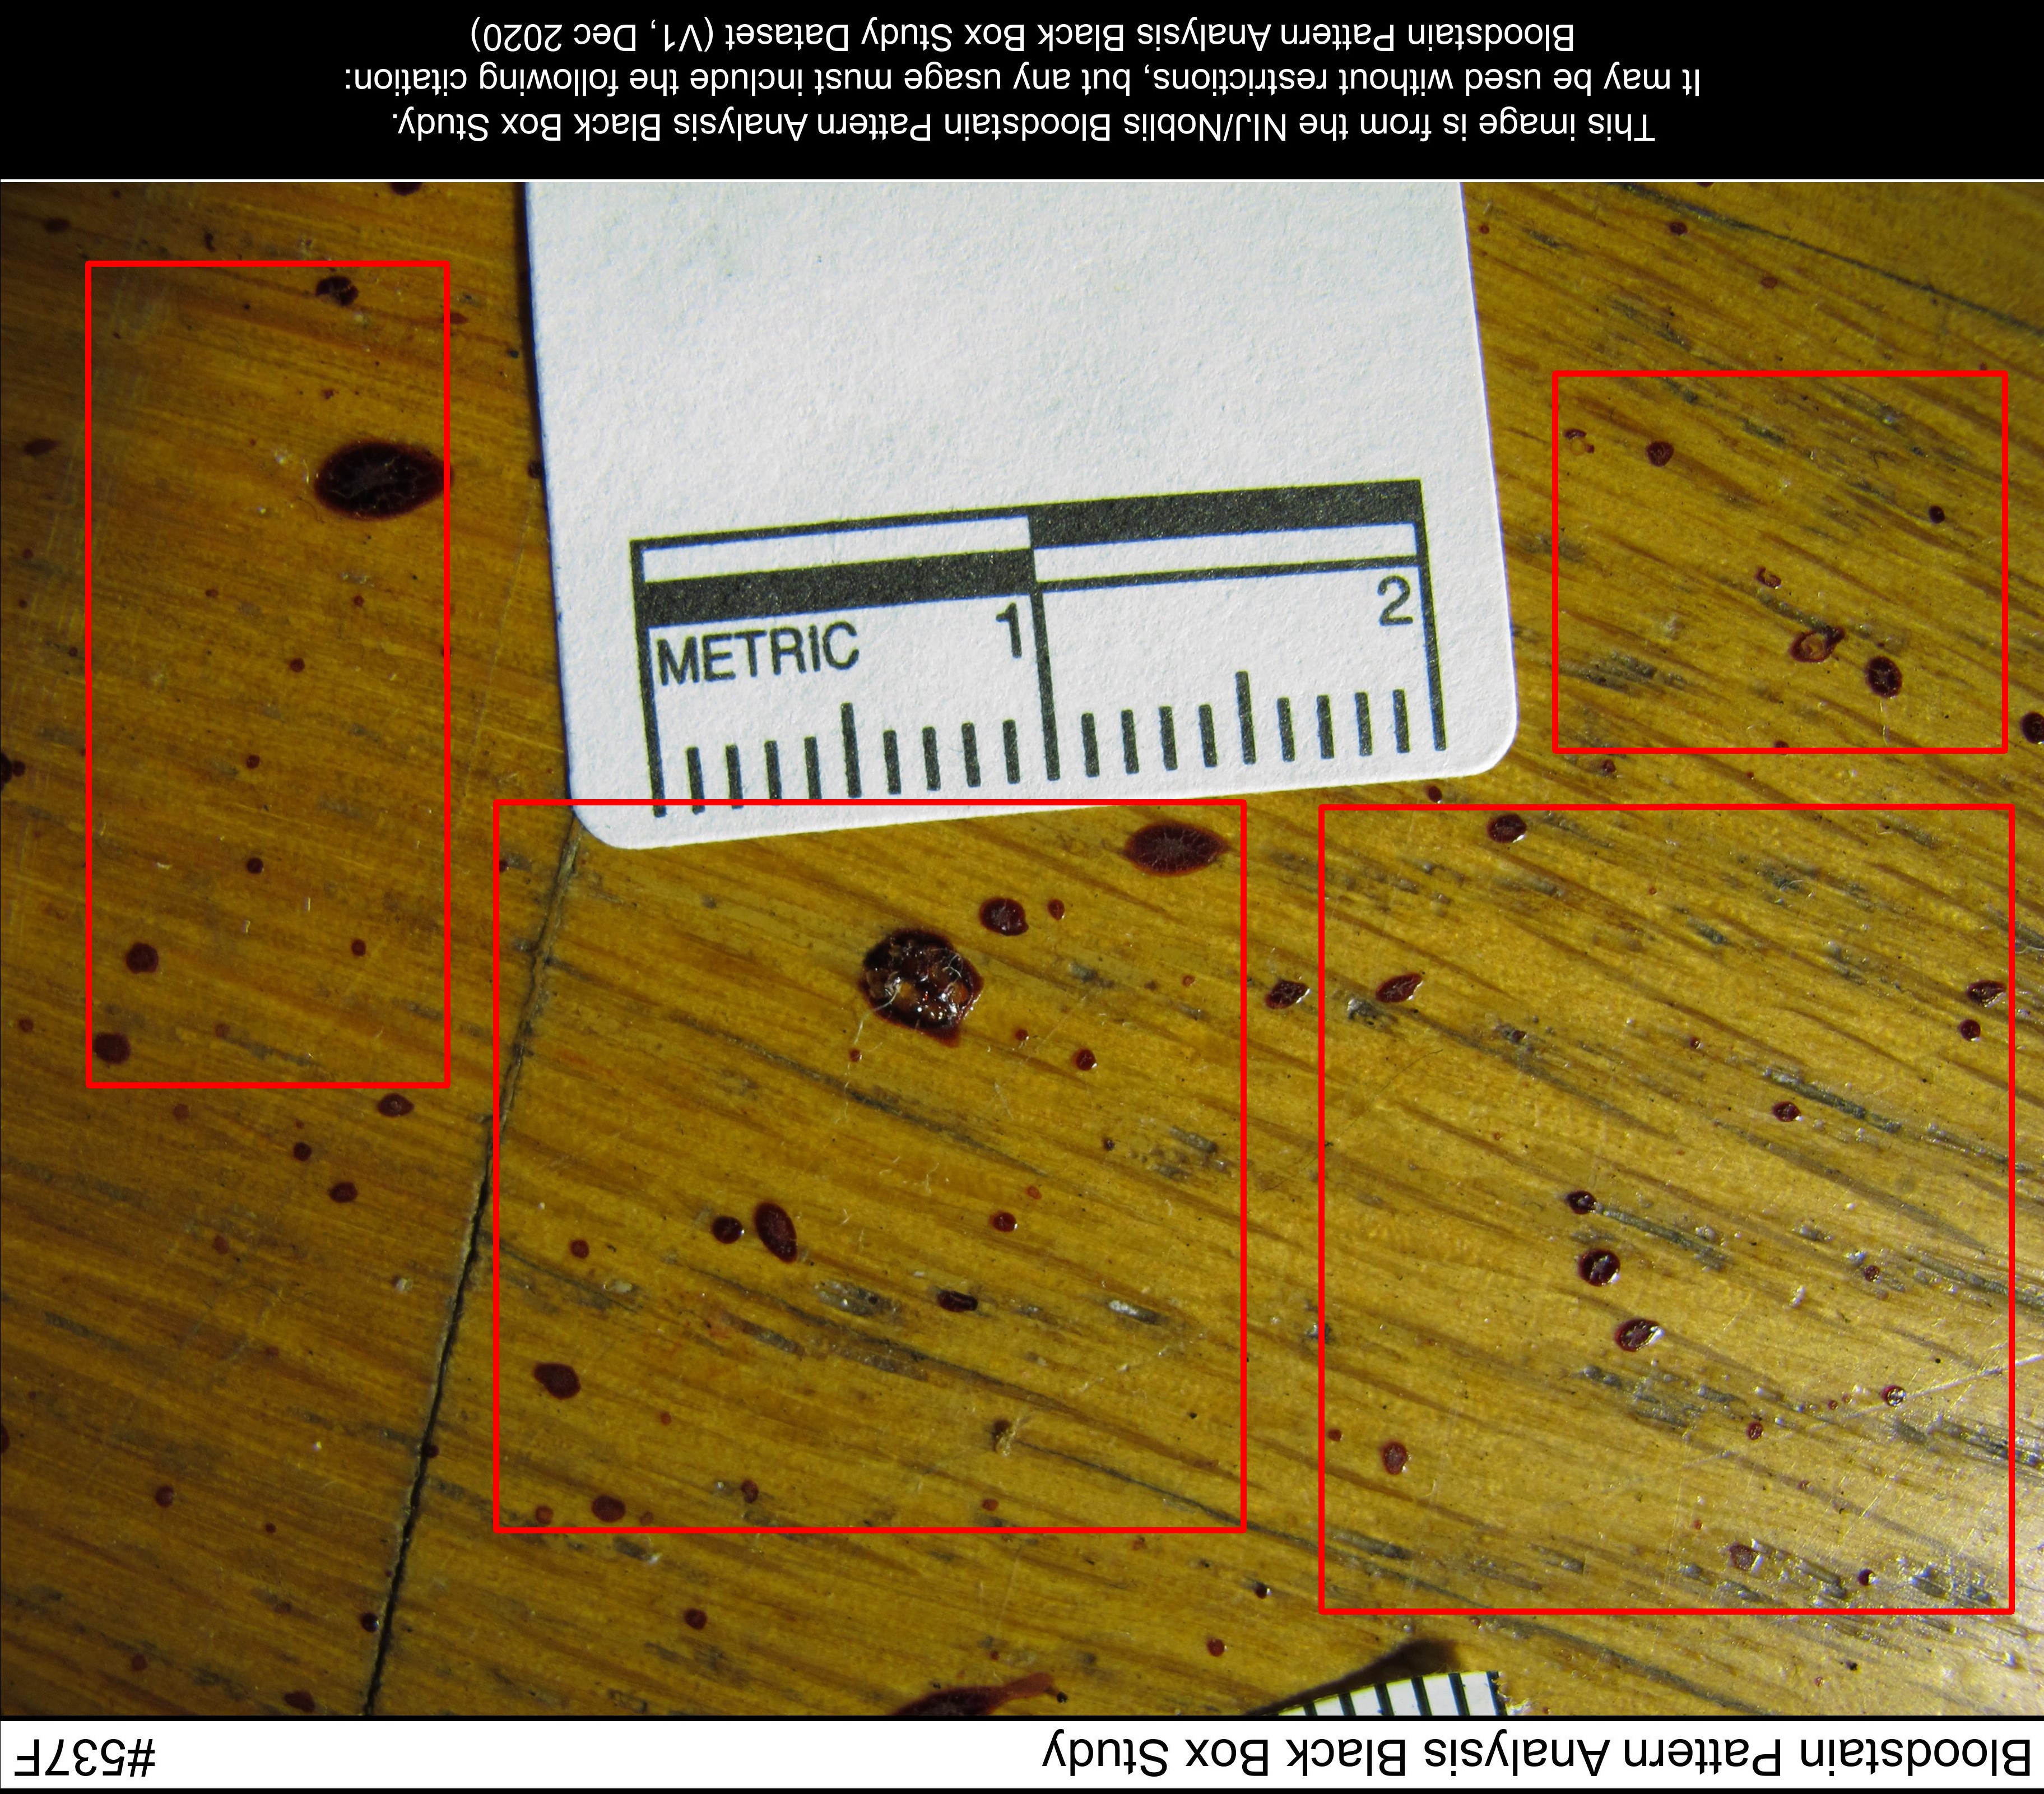 Bloodstain Pattern Analysis Black Box Study
#537F
METRIC 1 2
This image is from the NIJ/Noblis Bloodstain Pattern Analysis Black Box Study.
It may be used without restrictions, but any usage must include the following citation:
Bloodstain Pattern Analysis Black Box Study Dataset (V1, Dec 2020)